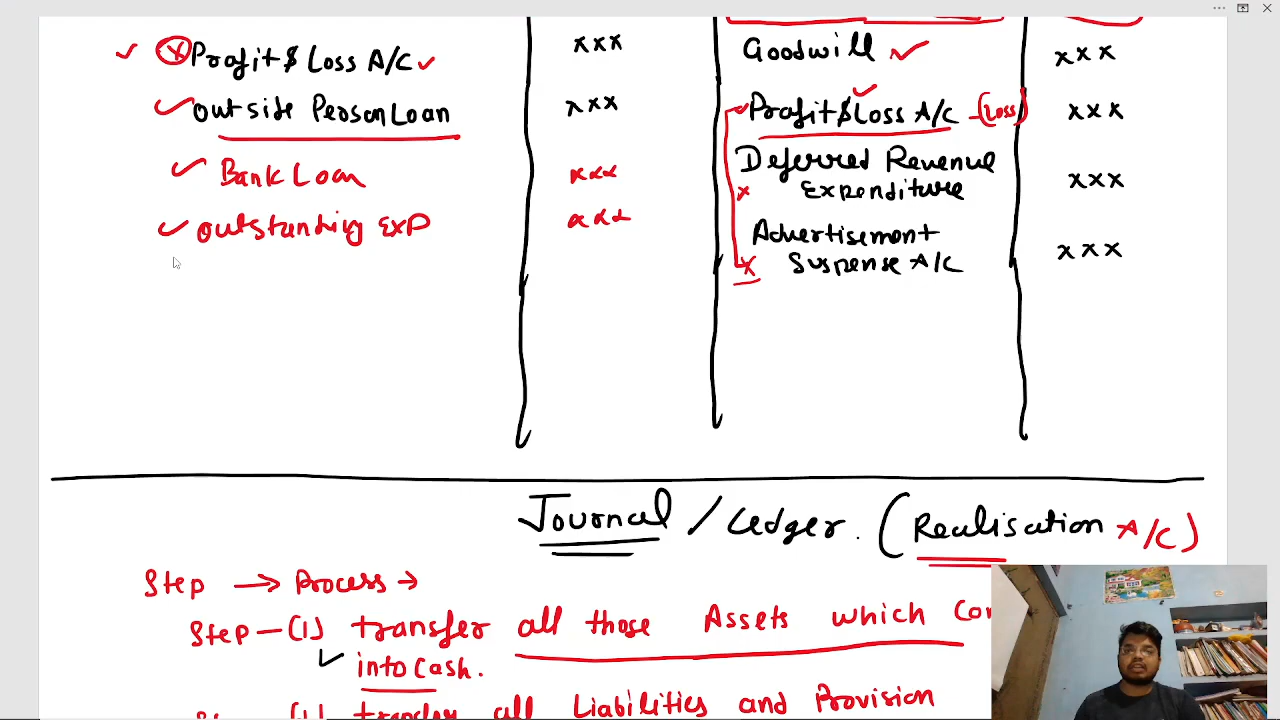 Profit $ Loss A/C
xxx
Outside Person Loan
xxx
Bank Loan
xxx
Outstanding Exp
xxx
Goodwill
xxx
Profit $ Loss A/C - (Loss)
xxx
Deferred Revenue
Expenditure
xxx
Advertisement
Suspense A/C
xxx
Journal / Ledger. (Realisation A/C)
Step → Process →
Step - (1) transfer all those Assets which
into Cash.
transfer all Liabilities and Provision